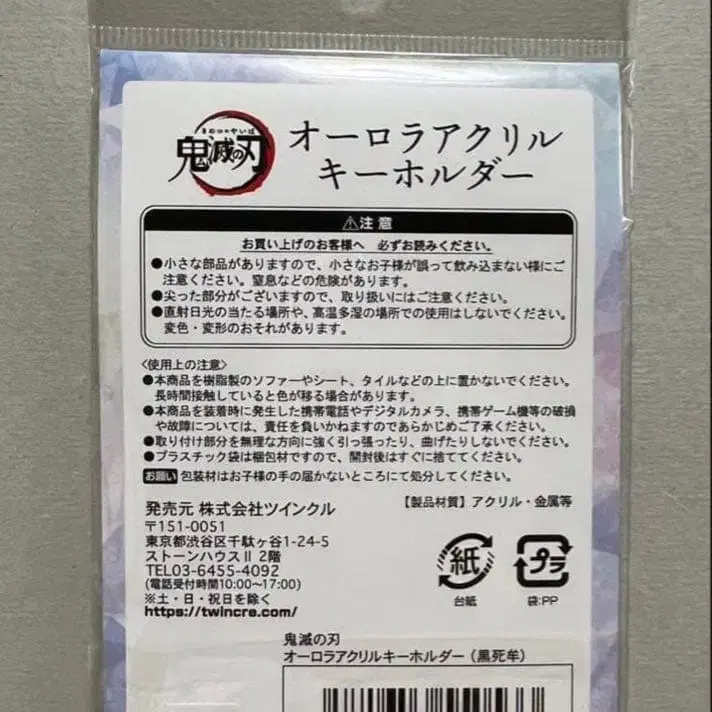 きめつのやいば
鬼滅の刃
オーロラアクリル
キーホルダー
⚠注意
お買い上げのお客様へ 必ずお読みください。
●小さな部品がありますので、小さなお子様が誤って飲み込まない様にご
注意ください。窒息などの危険があります。
●尖った部分がございますので、取り扱いにはご注意ください。
●直射日光の当たる場所や、高温多湿の場所での使用はしないでください。
変色・変形のおそれがあります。
〈使用上の注意〉
●本商品を樹脂製のソファーやシート、タイルなどの上に置かないでください。
長時間接触していると色が移る場合があります。
●本商品を装着時に発生した携帯電話やデジタルカメラ、携帯ゲーム機等の破損
や故障については、責任を負いかねますのであらかじめご了承ください。
●取り付け部分を無理な方向に強く引っ張ったり、曲げたりしないでください。
●プラスチック袋は梱包材ですので、開封後はすぐに捨ててください。
お願い 包装材はお子様の手の届かないところにて処分してください。
発売元 株式会社ツインクル
〒151-0051
東京都渋谷区千駄ヶ谷1-24-5
ストーンハウスⅡ 2階
TEL03-6455-4092
(電話受付時間10:00〜17:00)
※土・日・祝日を除く
https://twincre.com/
【製品材質】アクリル・金属等
紙
台紙
プラ
袋:PP
鬼滅の刃
オーロラアクリルキーホルダー（黒死牟）